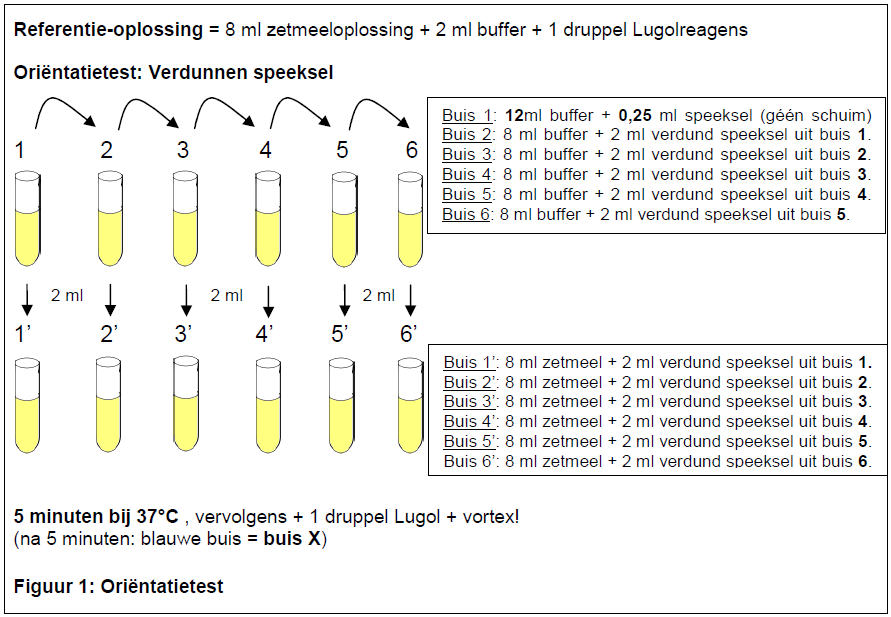 Referentie-oplossing = 8 ml zetmeeloplossing + 2 ml buffer + 1 druppel Lugolreagens
Oriëntatietest: Verdunnen speeksel
1 2 3 4 5 6
Buis 1: 12ml buffer + 0,25 ml speeksel (géén schuim)
Buis 2: 8 ml buffer + 2 ml verdund speeksel uit buis 1.
Buis 3: 8 ml buffer + 2 ml verdund speeksel uit buis 2.
Buis 4: 8 ml buffer + 2 ml verdund speeksel uit buis 3.
Buis 5: 8 ml buffer + 2 ml verdund speeksel uit buis 4.
Buis 6: 8 ml buffer + 2 ml verdund speeksel uit buis 5.
2 ml 2 ml 2 ml
1’ 2’ 3’ 4’ 5’ 6’
Buis 1’: 8 ml zetmeel + 2 ml verdund speeksel uit buis 1.
Buis 2’: 8 ml zetmeel + 2 ml verdund speeksel uit buis 2.
Buis 3’: 8 ml zetmeel + 2 ml verdund speeksel uit buis 3.
Buis 4’: 8 ml zetmeel + 2 ml verdund speeksel uit buis 4.
Buis 5’: 8 ml zetmeel + 2 ml verdund speeksel uit buis 5.
Buis 6’: 8 ml zetmeel + 2 ml verdund speeksel uit buis 6.
5 minuten bij 37°C , vervolgens + 1 druppel Lugol + vortex!
(na 5 minuten: blauwe buis = buis X)
Figuur 1: Oriëntatietest